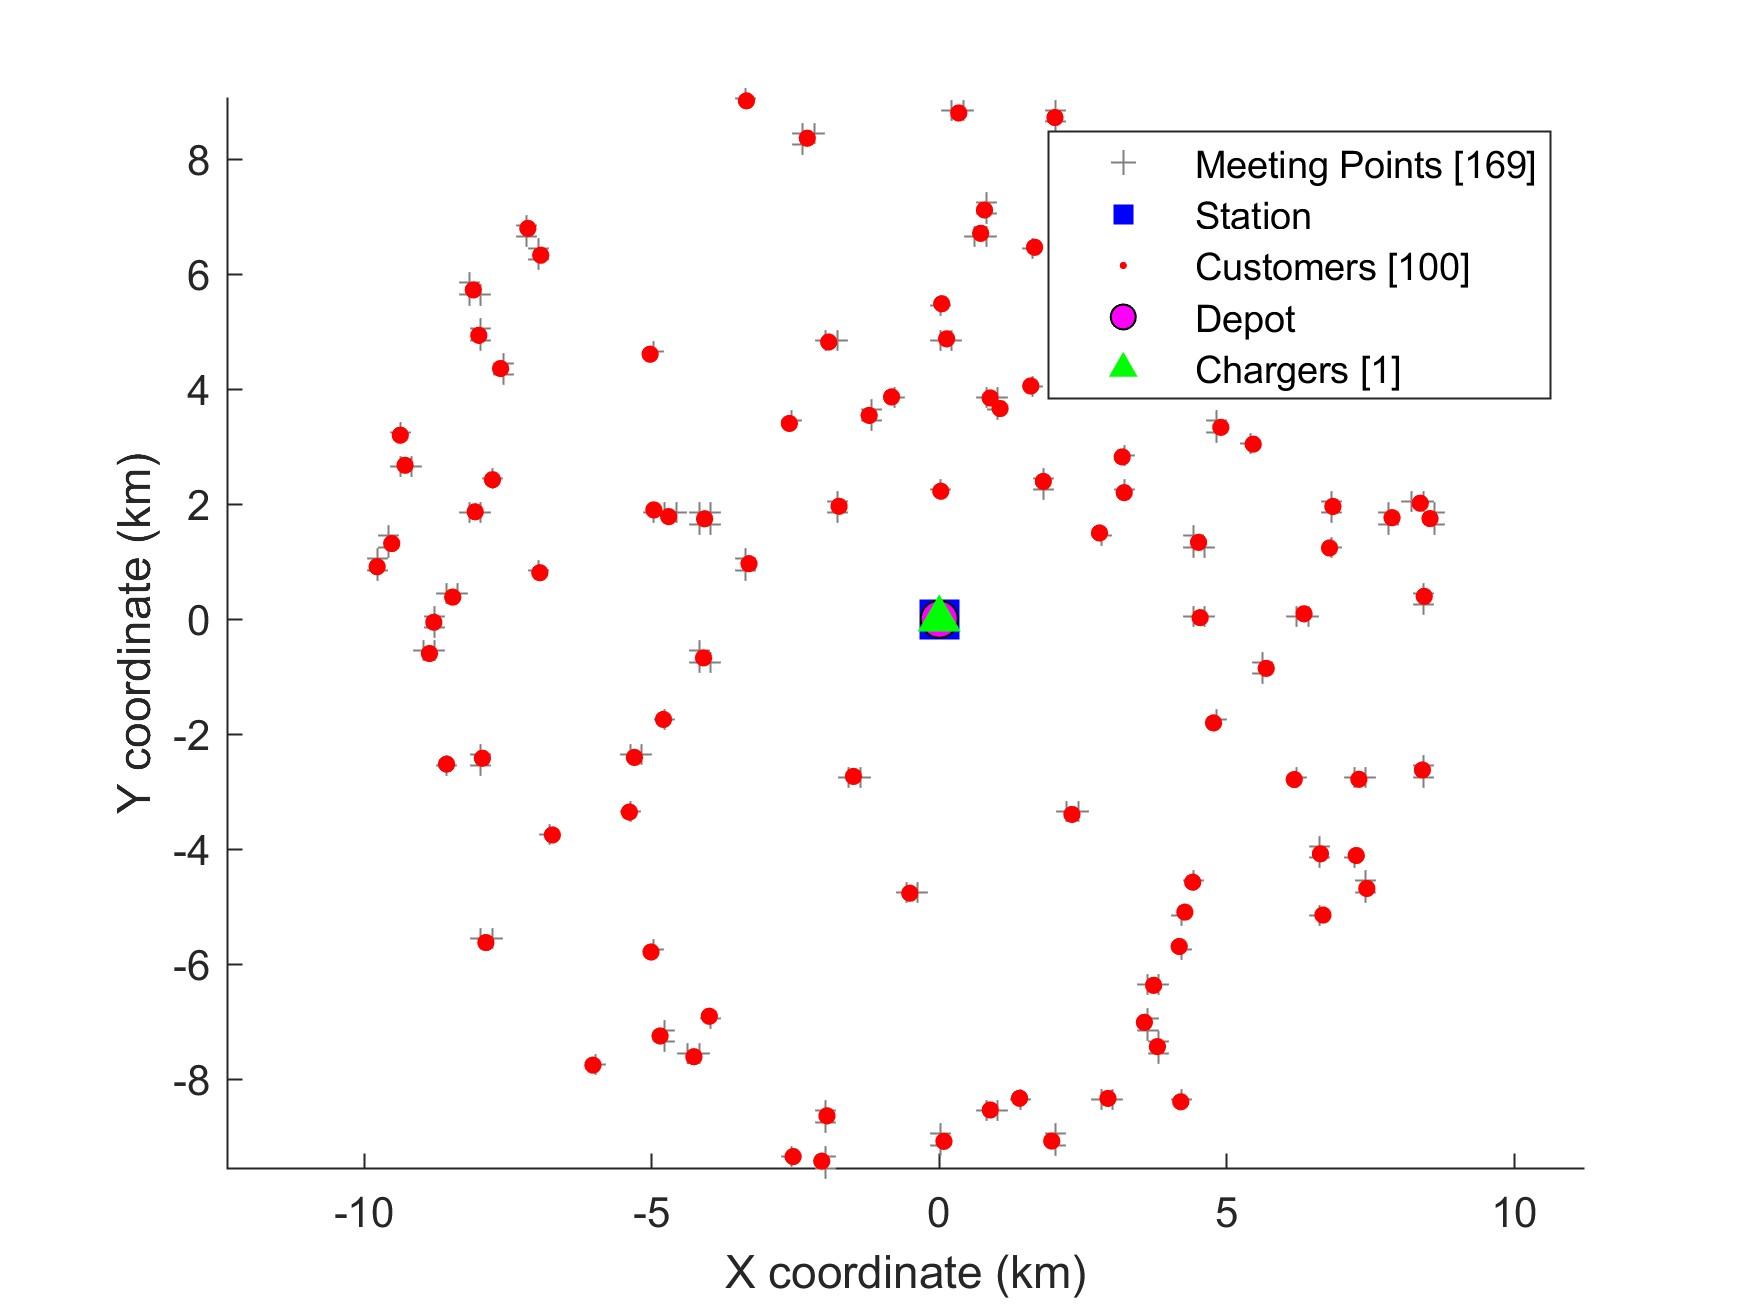 8
6
4
2
0
-2
-4
-6
-8
Y coordinate (km)
Meeting Points [169]
Station
Customers [100]
Depot
Chargers [1]
-10
-5
0
5
10
X coordinate (km)